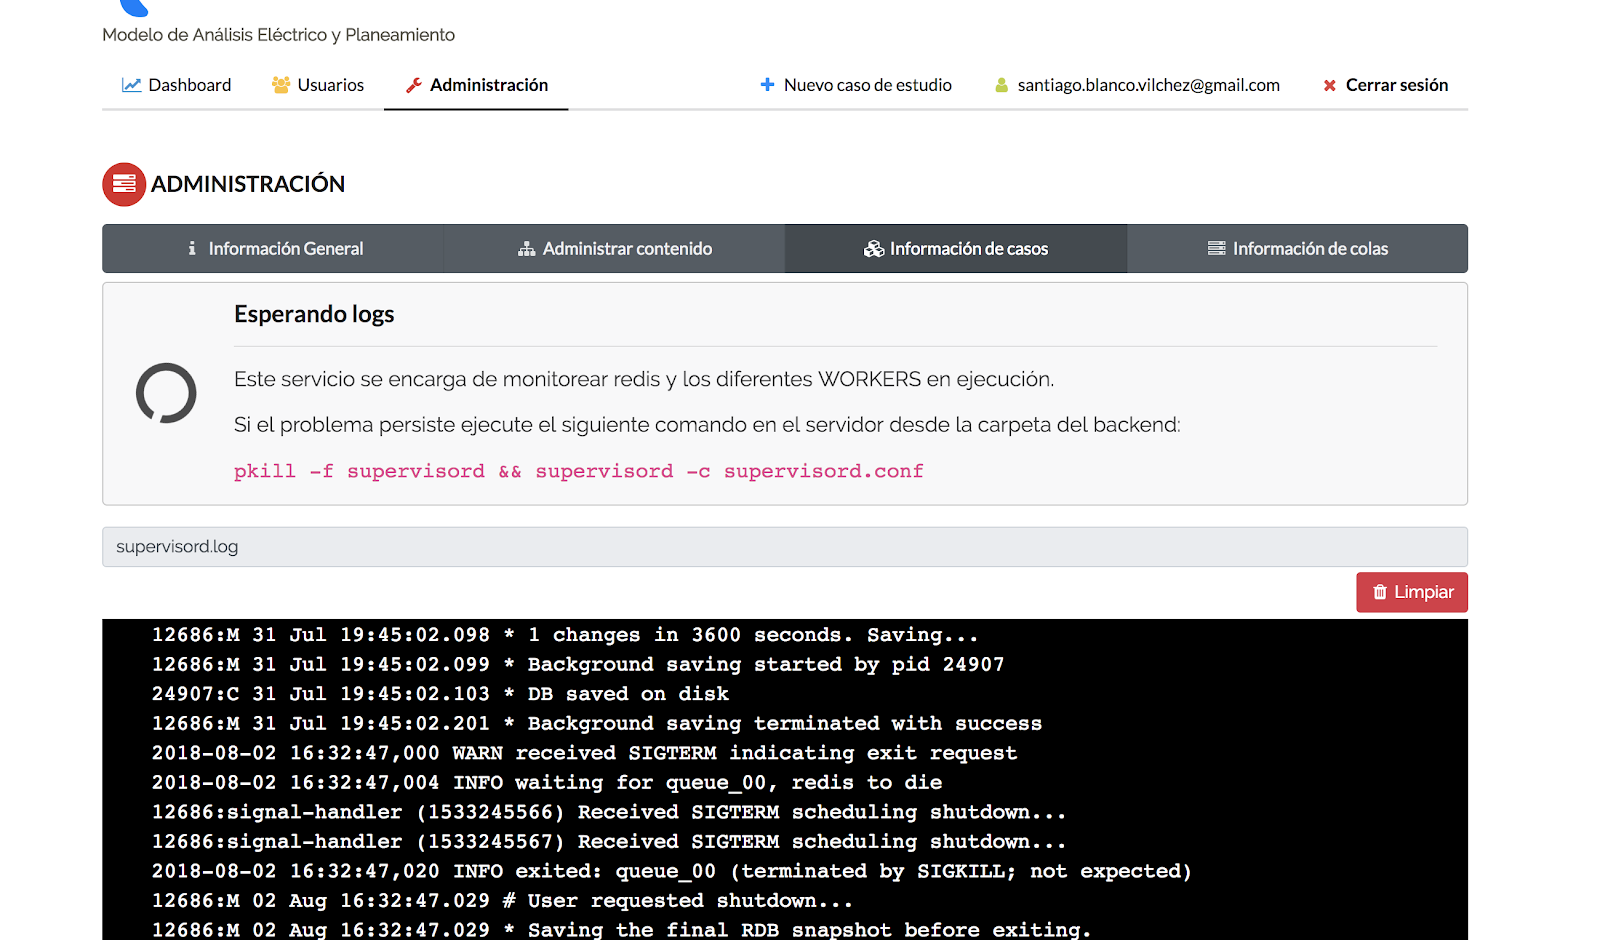 Modelo de Análisis Eléctrico y Planeamiento
Dashboard Usuarios Administración Nuevo caso de estudio santiago.blanco.vilchez@gmail.com Cerrar sesión
ADMINISTRACIÓN
Información General Administrar contenido Información de casos Información de colas
Esperando logs
Este servicio se encarga de monitorear redis y los diferentes WORKERS en ejecución.
Si el problema persiste ejecute el siguiente comando en el servidor desde la carpeta del backend:
pkill -f supervisord && supervisord -c supervisord.conf
supervisord.log
Limpiar
12686:M 31 Jul 19:45:02.098 * 1 changes in 3600 seconds. Saving...
12686:M 31 Jul 19:45:02.099 * Background saving started by pid 24907
24907:C 31 Jul 19:45:02.103 * DB saved on disk
12686:M 31 Jul 19:45:02.201 * Background saving terminated with success
2018-08-02 16:32:47,000 WARN received SIGTERM indicating exit request
2018-08-02 16:32:47,004 INFO waiting for queue_00, redis to die
12686:signal-handler (1533245566) Received SIGTERM scheduling shutdown...
12686:signal-handler (1533245567) Received SIGTERM scheduling shutdown...
2018-08-02 16:32:47,020 INFO exited: queue_00 (terminated by SIGKILL; not expected)
12686:M 02 Aug 16:32:47.029 # User requested shutdown...
12686:M 02 Aug 16:32:47.029 * Saving the final RDB snapshot before exiting.